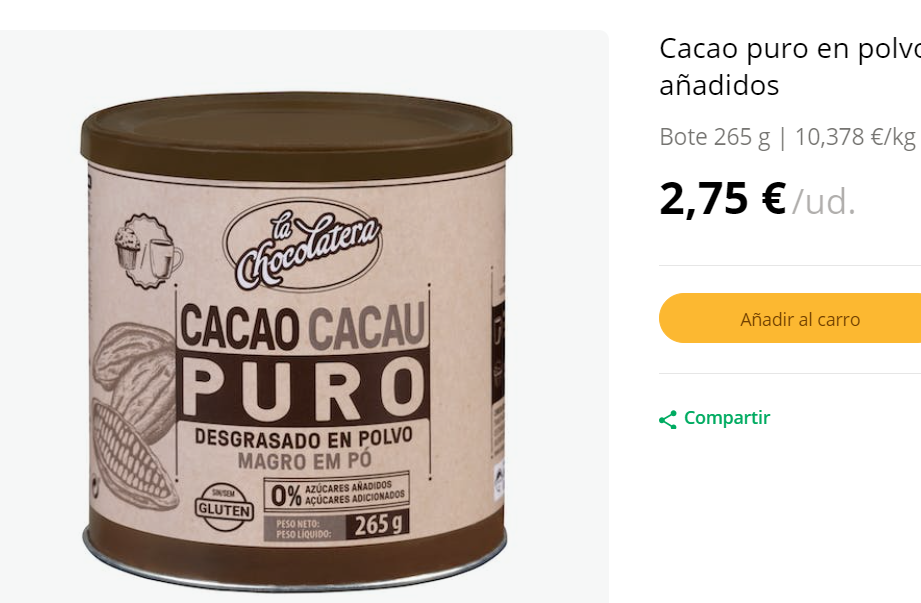 Cacao puro en polvo
añadidos
Bote 265 g | 10,378 €/kg
2,75 €/ud.
Añadir al carro
Compartir
la
Chocolatera
CACAO CACAU
PURO
DESGRASADO EN POLVO
MAGRO EM PÓ
SIN/SEM
GLUTEN
0% AZÚCARES AÑADIDOS
AÇÚCARES ADICIONADOS
PESO NETO:
PESO LÍQUIDO:
265 g